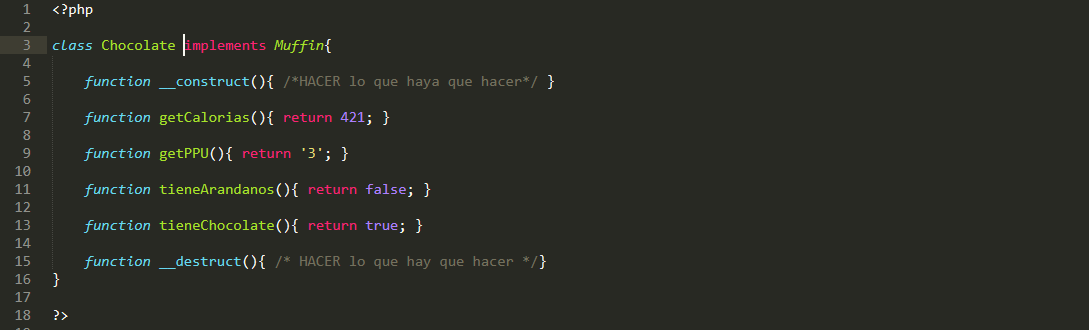 1 <?php
2
3 class Chocolate implements Muffin{
4
5 function __construct(){ /*HACER lo que haya que hacer*/ }
6
7 function getCalorias(){ return 421; }
8
9 function getPPU(){ return '3'; }
10
11 function tieneArandanos(){ return false; }
12
13 function tieneChocolate(){ return true; }
14
15 function __destruct(){ /* HACER lo que hay que hacer */}
16 }
17
18 ?>